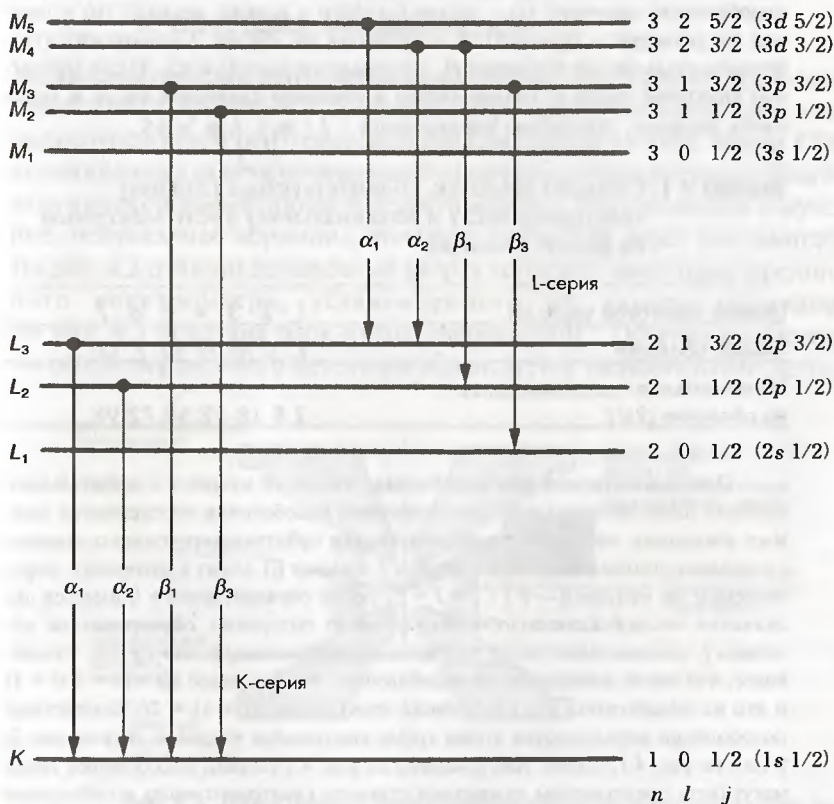 M₅ 3 2 5/2 (3d 5/2)
M₄ 3 2 3/2 (3d 3/2)
M₃ 3 1 3/2 (3p 3/2)
M₂ 3 1 1/2 (3p 1/2)
M₁ 3 0 1/2 (3s 1/2)
α₁ α₂ β₁ β₃
L-серия
L₃ 2 1 3/2 (2p 3/2)
L₂ 2 1 1/2 (2p 1/2)
L₁ 2 0 1/2 (2s 1/2)
α₁ α₂ β₁ β₃
K-серия
K 1 0 1/2 (1s 1/2)
n l j